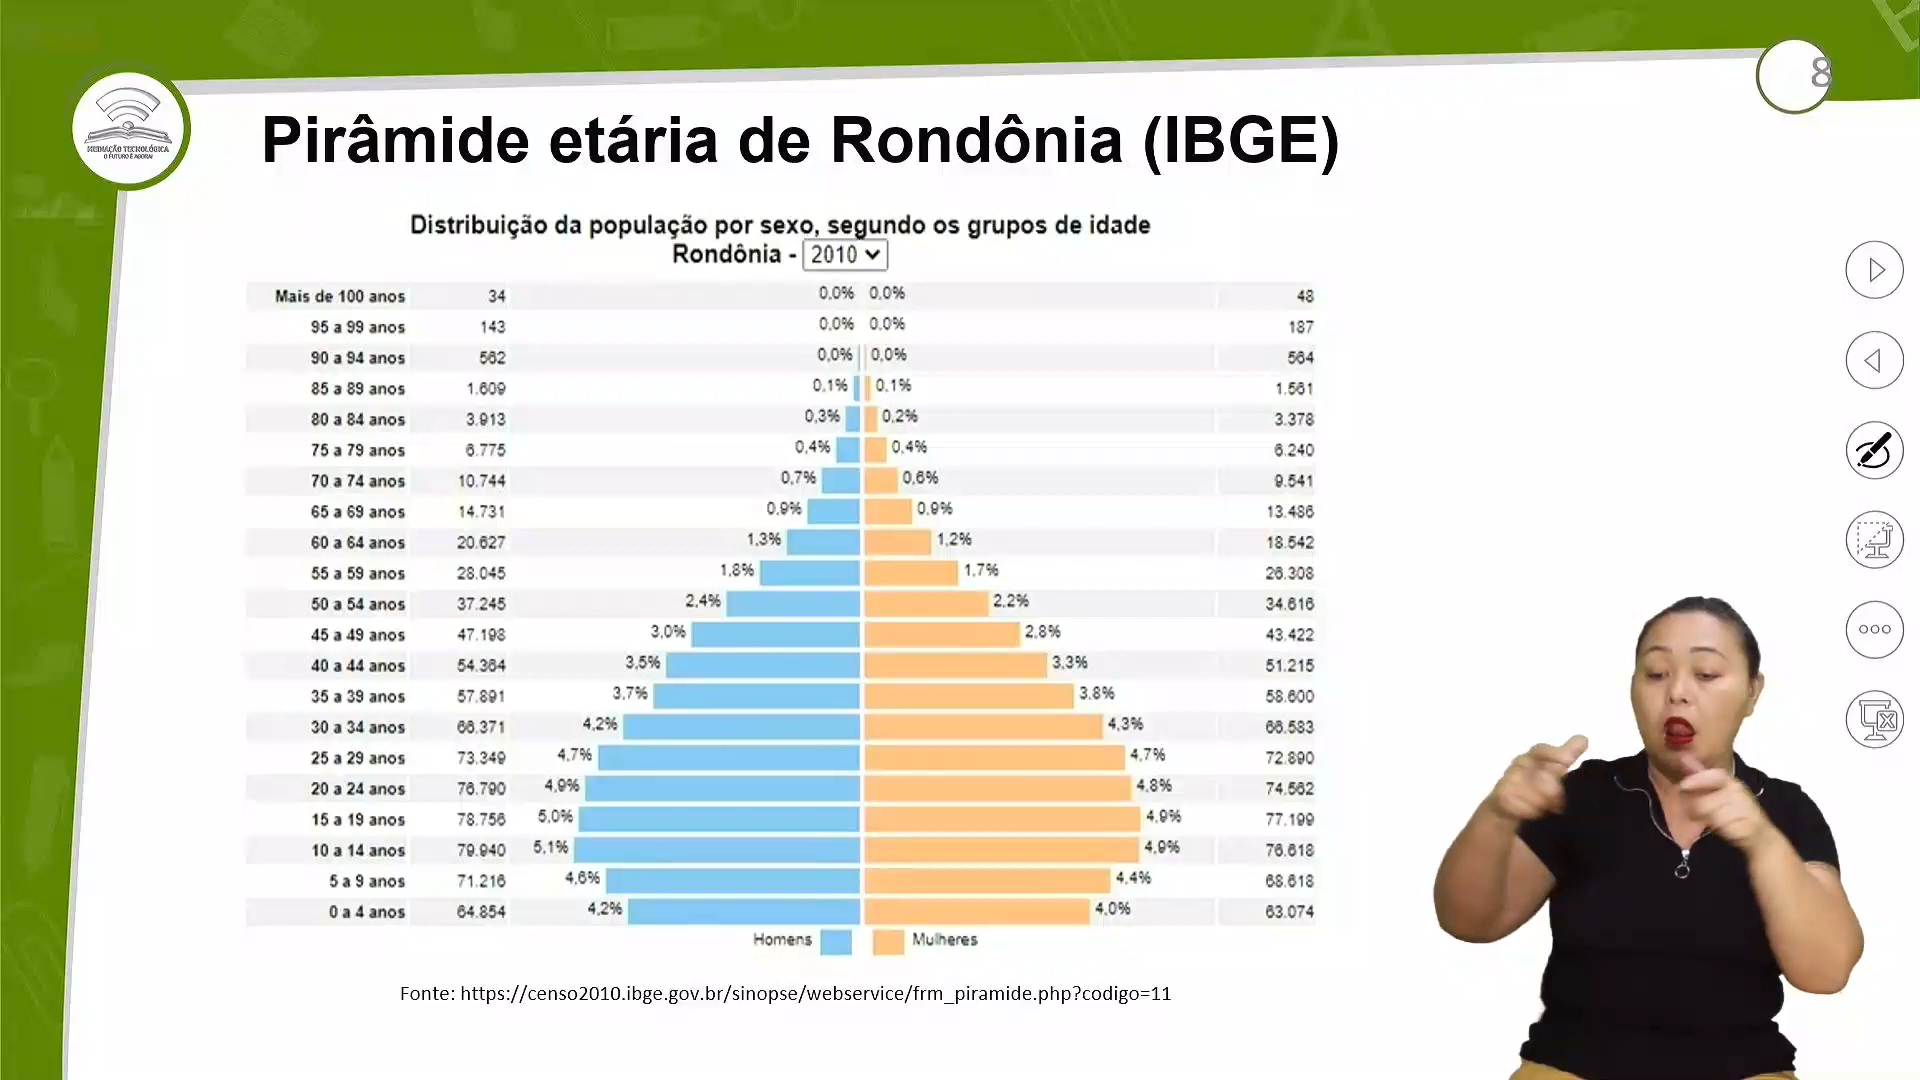 8
MEDIAÇÃO TECNOLÓGICA
O FUTURO É AGORA!
Pirâmide etária de Rondônia (IBGE)
Distribuição da população por sexo, segundo os grupos de idade
Rondônia - 2010
Mais de 100 anos 34 0,0% 0,0% 48
95 a 99 anos 143 0,0% 0,0% 187
90 a 94 anos 562 0,0% 0,0% 564
85 a 89 anos 1.609 0,1% 0,1% 1.561
80 a 84 anos 3.913 0,3% 0,2% 3.378
75 a 79 anos 6.775 0,4% 0,4% 6.240
70 a 74 anos 10.744 0,7% 0,6% 9.541
65 a 69 anos 14.731 0,9% 0,9% 13.486
60 a 64 anos 20.627 1,3% 1,2% 18.542
55 a 59 anos 28.045 1,8% 1,7% 26.308
50 a 54 anos 37.245 2,4% 2,2% 34.616
45 a 49 anos 47.198 3,0% 2,8% 43.422
40 a 44 anos 54.364 3,5% 3,3% 51.215
35 a 39 anos 57.891 3,7% 3,8% 58.600
30 a 34 anos 66.371 4,2% 4,3% 66.583
25 a 29 anos 73.349 4,7% 4,7% 72.890
20 a 24 anos 76.790 4,9% 4,8% 74.562
15 a 19 anos 78.756 5,0% 4,9% 77.199
10 a 14 anos 79.940 5,1% 4,9% 76.618
5 a 9 anos 71.216 4,6% 4,4% 68.618
0 a 4 anos 64.854 4,2% 4,0% 63.074
Homens Mulheres
Fonte: https://censo2010.ibge.gov.br/sinopse/webservice/frm_piramide.php?codigo=11